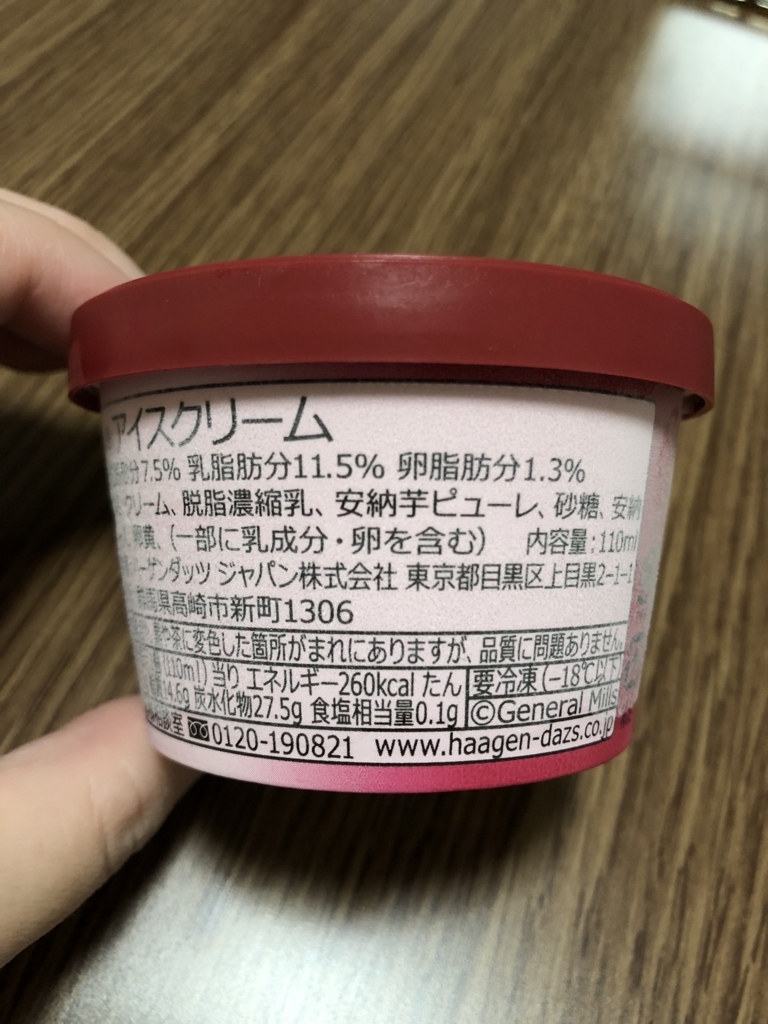 アイスクリーム
分7.5% 乳脂肪分11.5% 卵脂肪分1.3%
クリーム、脱脂濃縮乳、安納芋ピューレ、砂糖、安納
卵黄、(一部に乳成分・卵を含む) 内容量:110ml
ーゲンダッツ ジャパン株式会社 東京都目黒区上目黒2-1-1
馬県高崎市新町1306
や茶に変色した箇所がまれにありますが、品質に問題ありません。
(110ml)当り エネルギー260kcal たん
4.6g 炭水化物27.5g 食塩相当量0.1g
要冷凍(−18℃以下
©General Mills
談室 0120-190821 www.haagen-dazs.co.jp